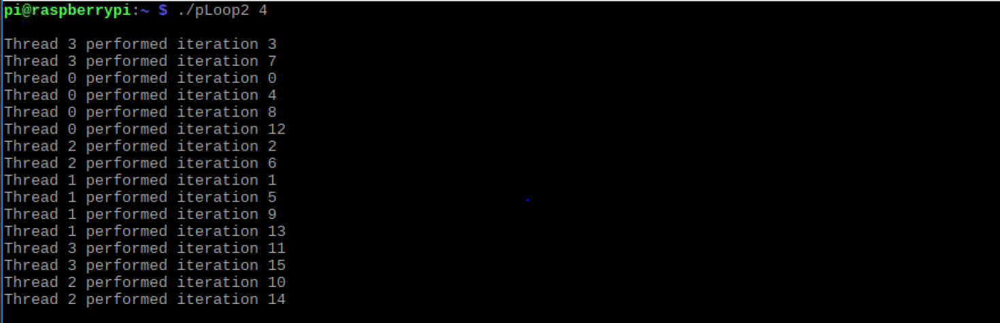 pi@raspberrypi:~ $ ./pLoop2 4
Thread 3 performed iteration 3
Thread 3 performed iteration 7
Thread 0 performed iteration 0
Thread 0 performed iteration 4
Thread 0 performed iteration 8
Thread 0 performed iteration 12
Thread 2 performed iteration 2
Thread 2 performed iteration 6
Thread 1 performed iteration 1
Thread 1 performed iteration 5
Thread 1 performed iteration 9
Thread 1 performed iteration 13
Thread 3 performed iteration 11
Thread 3 performed iteration 15
Thread 2 performed iteration 10
Thread 2 performed iteration 14